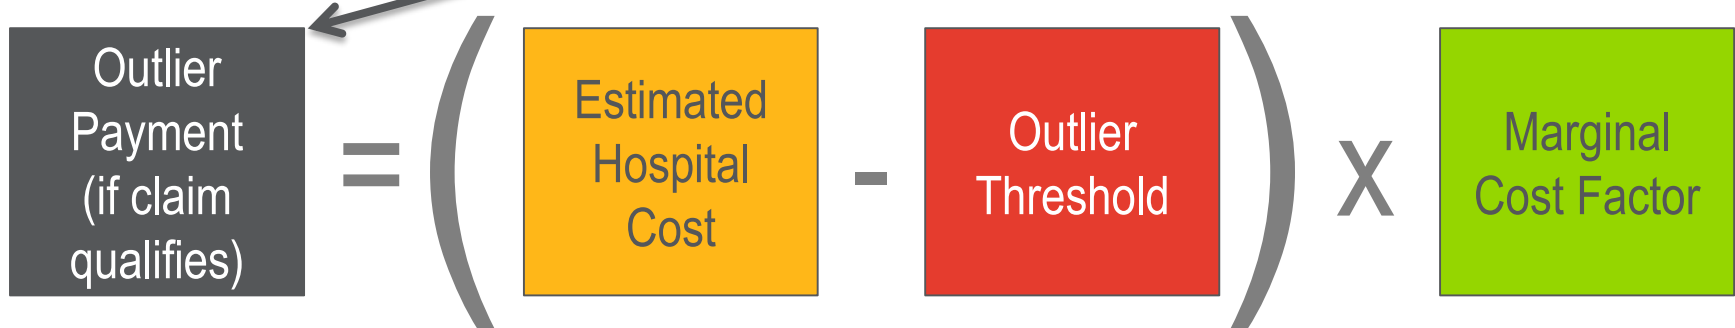 Outlier
Payment
(if claim
qualifies)
=
(
Estimated
Hospital
Cost
-
Outlier
Threshold
)
x
Marginal
Cost Factor